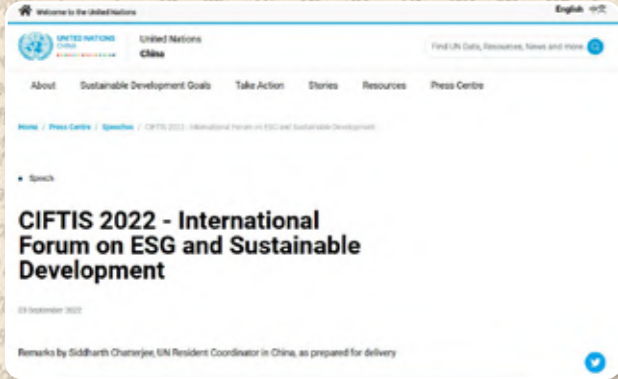 Welcome to the United Nations
English 中文
UNITED NATIONS
CHINA
United Nations
China
Find UN Data, Resources, News and more
About Sustainable Development Goals Take Action Stories Resources Press Centre
Home / Press Centre / Speeches / CIFTIS 2022 - International Forum on ESG and Sustainable Development
Speech
CIFTIS 2022 - International
Forum on ESG and Sustainable
Development
03 September 2022
Remarks by Siddharth Chatterjee, UN Resident Coordinator in China, as prepared for delivery